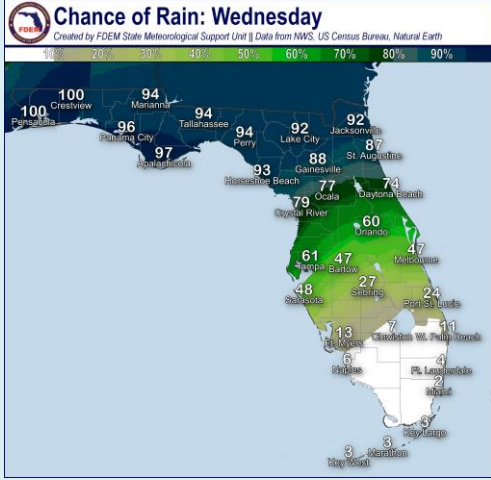 FDEM
Chance of Rain: Wednesday
Created by FDEM State Meteorological Support Unit || Data from NWS, US Census Bureau, Natural Earth
10% 20% 30% 40% 50% 60% 70% 80% 90%
100
Crestview
94
Marianna
100
Pensacola
96
Panama City
94
Tallahassee
94
Perry
92
Lake City
92
Jacksonville
97
Apalachicola
87
St. Augustine
88
Gainesville
93
Horseshoe Beach
77
Ocala
74
Daytona Beach
79
Crystal River
60
Orlando
61
Tampa
47
Bartow
47
Melbourne
48
Sarasota
27
Sebring
24
Port St. Lucie
13
Ft. Myers
7
Clewiston
11
W. Palm Beach
6
Naples
4
Ft. Lauderdale
2
Miami
3
Key Largo
3
Marathon
3
Key West